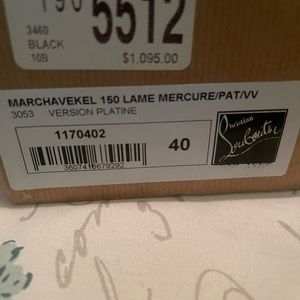 5512
3460
BLACK
10B
$1,095.00
MARCHAVEKEL 150 LAME MERCURE/PAT/VV
3053 VERSION PLATINE
1170402
40
Christian
Louboutin